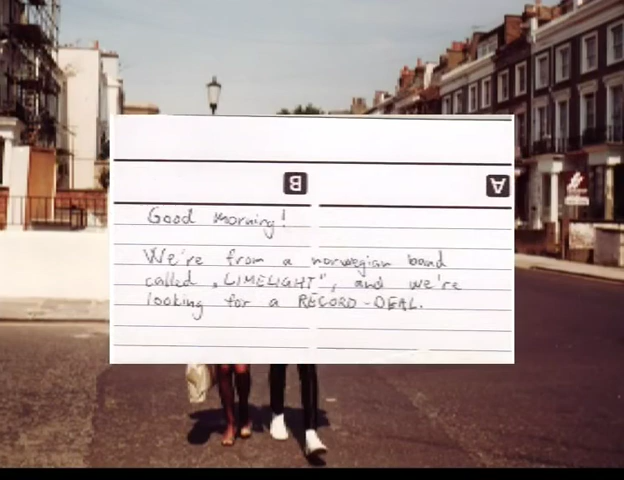 B A
Good morning!
We're from a norwegian band
called „LIMELIGHT", and we're
looking for a RECORD-DEAL.